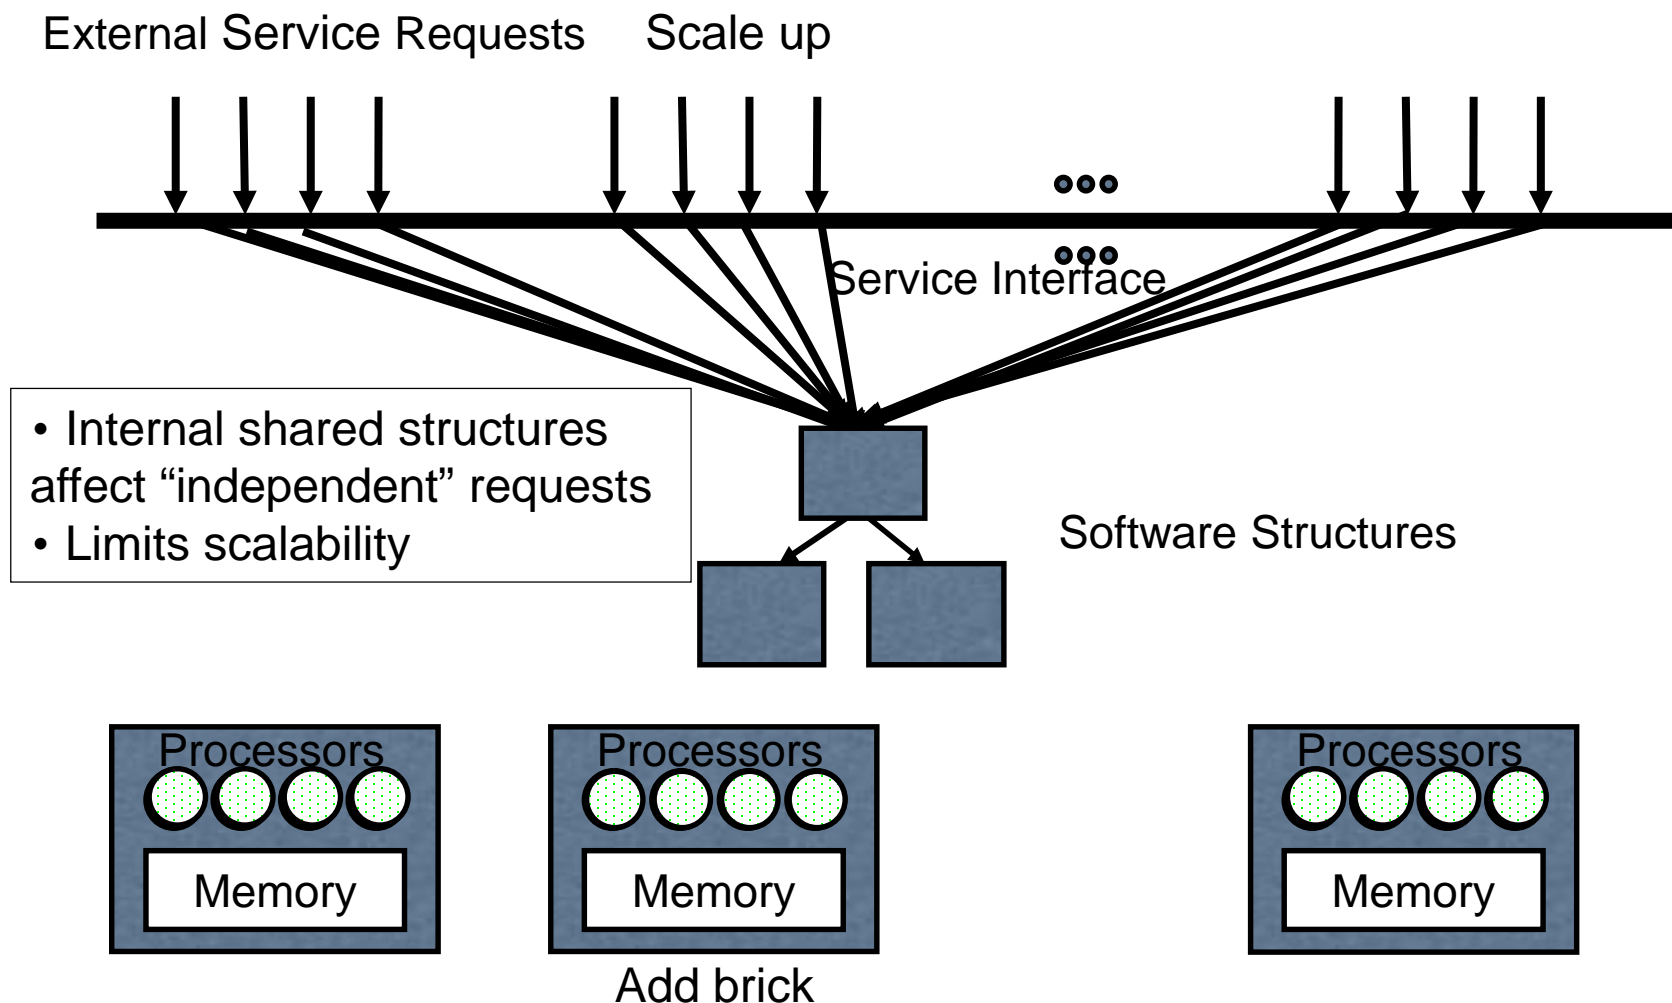 External Service Requests
Scale up
Service Interface
• Internal shared structures
affect “independent” requests
• Limits scalability
Software Structures
Processors
Processors
Processors
Memory
Memory
Memory
Add brick